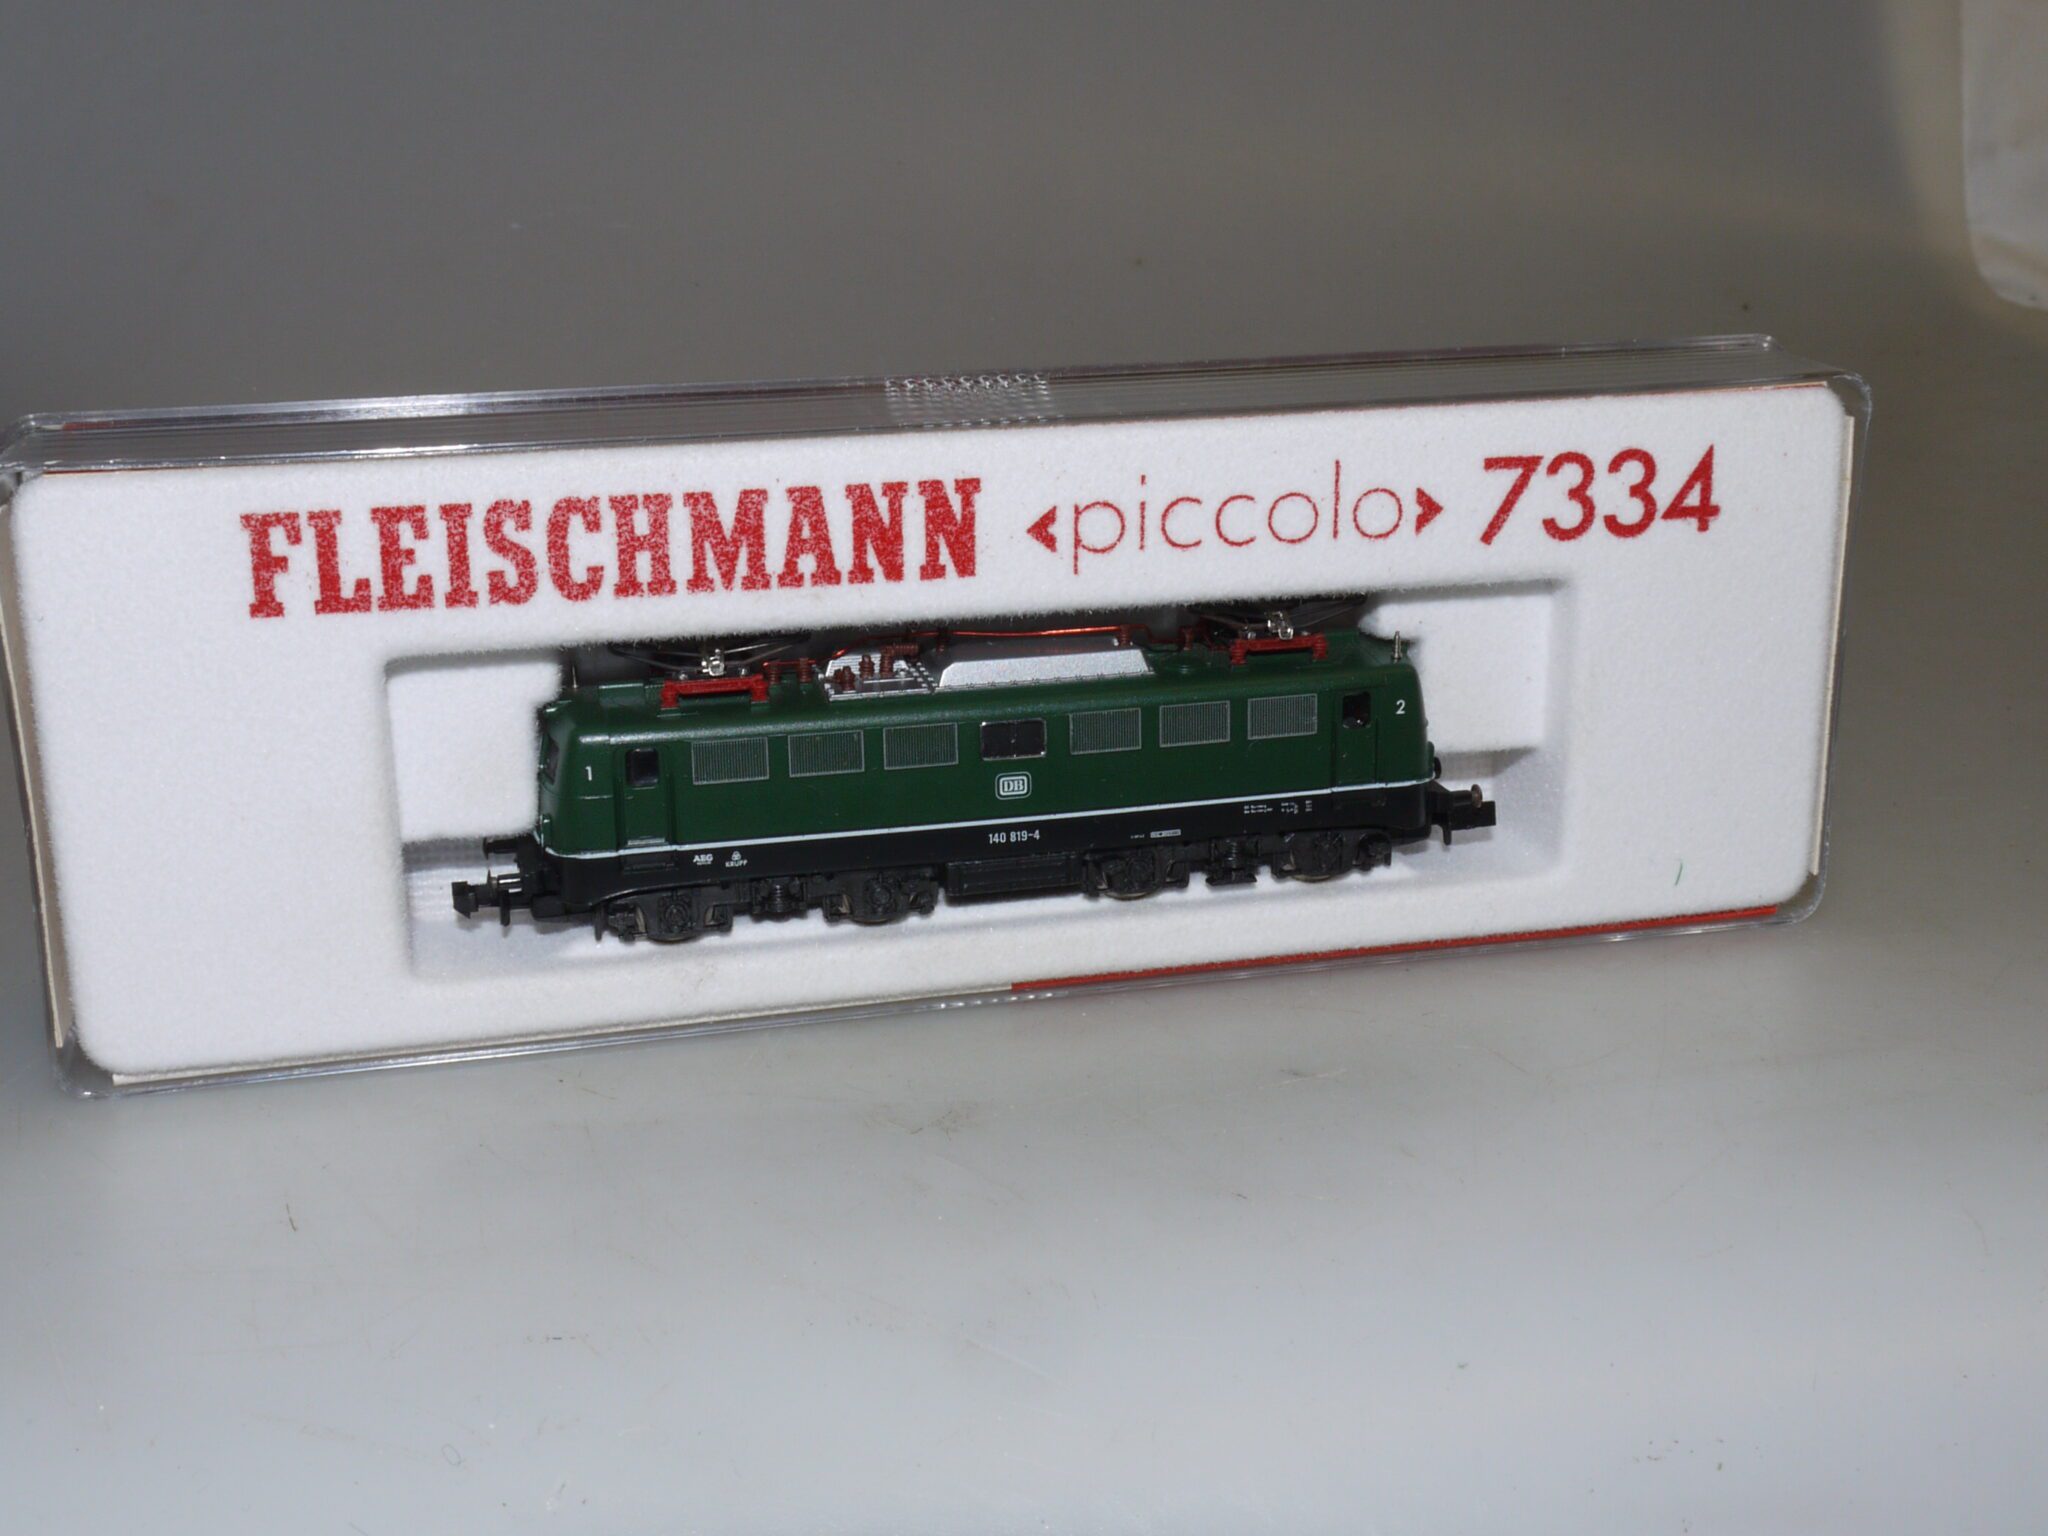 FLEISCHMANN <piccolo> 7334
1
2
DB
140 819-4
AEG
KRUPP